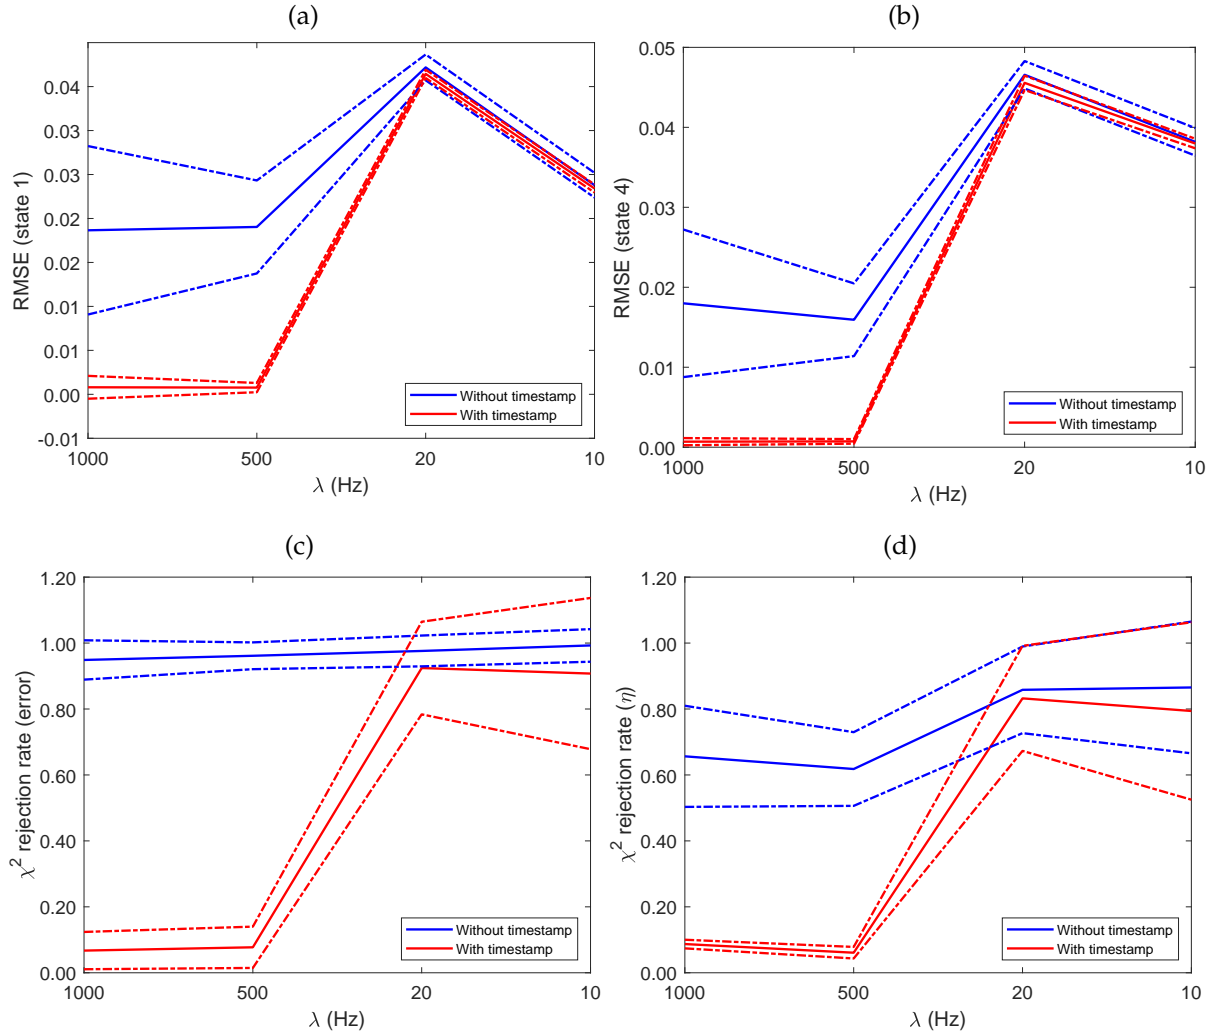 (a)
RMSE (state 1)
0.04
0.03
0.03
0.02
0.02
0.01
0.01
0.00
-0.01
1000 500 20 10
λ (Hz)
Without timestamp
With timestamp
(b)
RMSE (state 4)
0.05
0.04
0.03
0.02
0.01
0.00
1000 500 20 10
λ (Hz)
Without timestamp
With timestamp
(c)
χ² rejection rate (error)
1.20
1.00
0.80
0.60
0.40
0.20
0.00
1000 500 20 10
λ (Hz)
Without timestamp
With timestamp
(d)
χ² rejection rate (η)
1.20
1.00
0.80
0.60
0.40
0.20
0.00
1000 500 20 10
λ (Hz)
Without timestamp
With timestamp